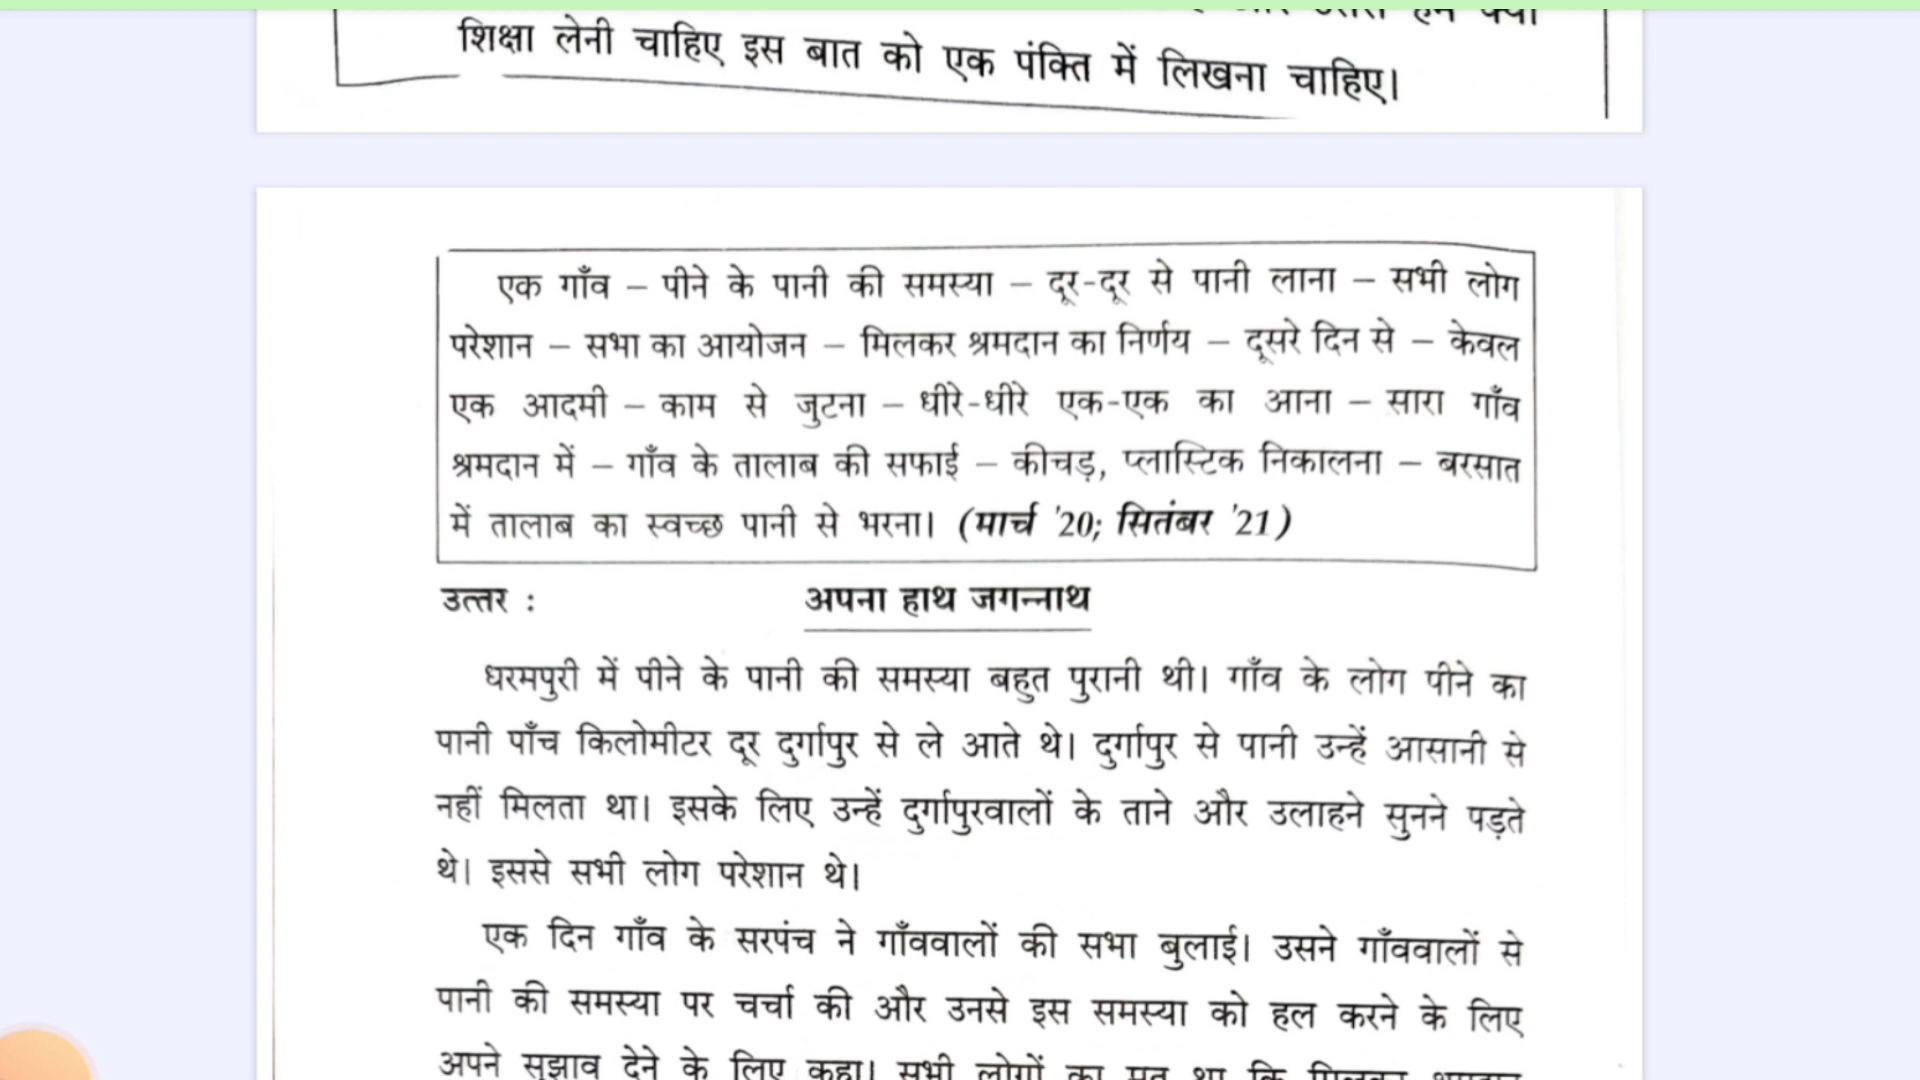 शिक्षा लेनी चाहिए इस बात को एक पंक्ति में लिखना चाहिए।
एक गाँव – पीने के पानी की समस्या – दूर-दूर से पानी लाना – सभी लोग
परेशान – सभा का आयोजन – मिलकर श्रमदान का निर्णय – दूसरे दिन से – केवल
एक आदमी – काम से जुटना – धीरे-धीरे एक-एक का आना – सारा गाँव
श्रमदान में – गाँव के तालाब की सफाई – कीचड़, प्लास्टिक निकालना – बरसात
में तालाब का स्वच्छ पानी से भरना। (मार्च '20; सितंबर '21)
उत्तर : अपना हाथ जगन्नाथ
धरमपुरी में पीने के पानी की समस्या बहुत पुरानी थी। गाँव के लोग पीने का
पानी पाँच किलोमीटर दूर दुर्गापुर से ले आते थे। दुर्गापुर से पानी उन्हें आसानी से
नहीं मिलता था। इसके लिए उन्हें दुर्गापुरवालों के ताने और उलाहने सुनने पड़ते
थे। इससे सभी लोग परेशान थे।
एक दिन गाँव के सरपंच ने गाँववालों की सभा बुलाई। उसने गाँववालों से
पानी की समस्या पर चर्चा की और उनसे इस समस्या को हल करने के लिए
अपने सुझाव देने के लिए कहा। सभी लोगों का मत था कि